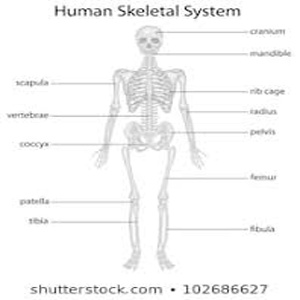 Human Skeletal System
cranium
mandible
scapula
rib cage
vertebrae
radius
pelvis
coccyx
femur
patella
tibia
fibula
shutterstock.com • 102686627